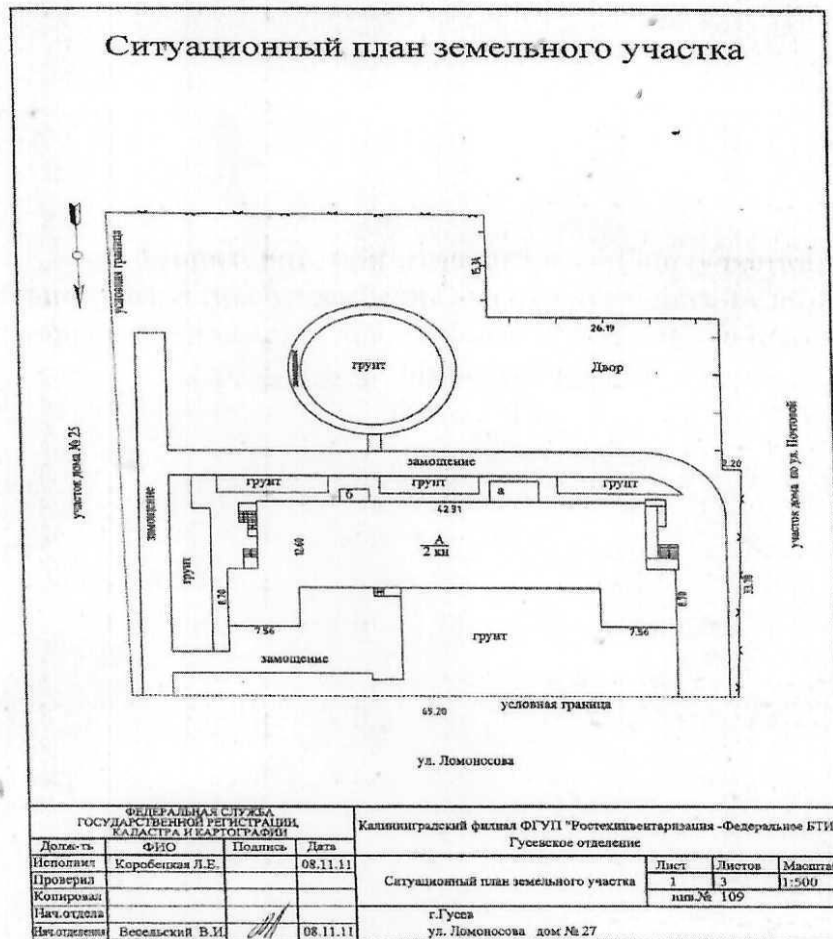 Ситуационный план земельного участка
условная граница
26.19
грунт
Двор
участок дома № 25
замощение
2.20
грунт
грунт
грунт
б
а
42.91
участок дома по ул. Почтовой
замощение
А
2 кн
12.60
грунт
8.70
8.70
33.70
7.56
7.56
грунт
замощение
условная граница
69.20
ул. Ломоносова
ФЕДЕРАЛЬНАЯ СЛУЖБА
ГОСУДАРСТВЕННОЙ РЕГИСТРАЦИИ,
КАДАСТРА И КАРТОГРАФИИ
Калининградский филиал ФГУП "Ростехинвентаризация -Федеральное БТИ
Гусевское отделение
Должн-ть ФИО Подпись Дата
Исполнил Коробецкая Л.Е. 08.11.11
Проверил
Копировал
Ситуационный план земельного участка
Лист Листов Масштаб
1 3 1:500
инв.№ 109
Нач.отдела
Нач.отделения Весельский В.И. 08.11.11
г.Гусев
ул. Ломоносова дом № 27